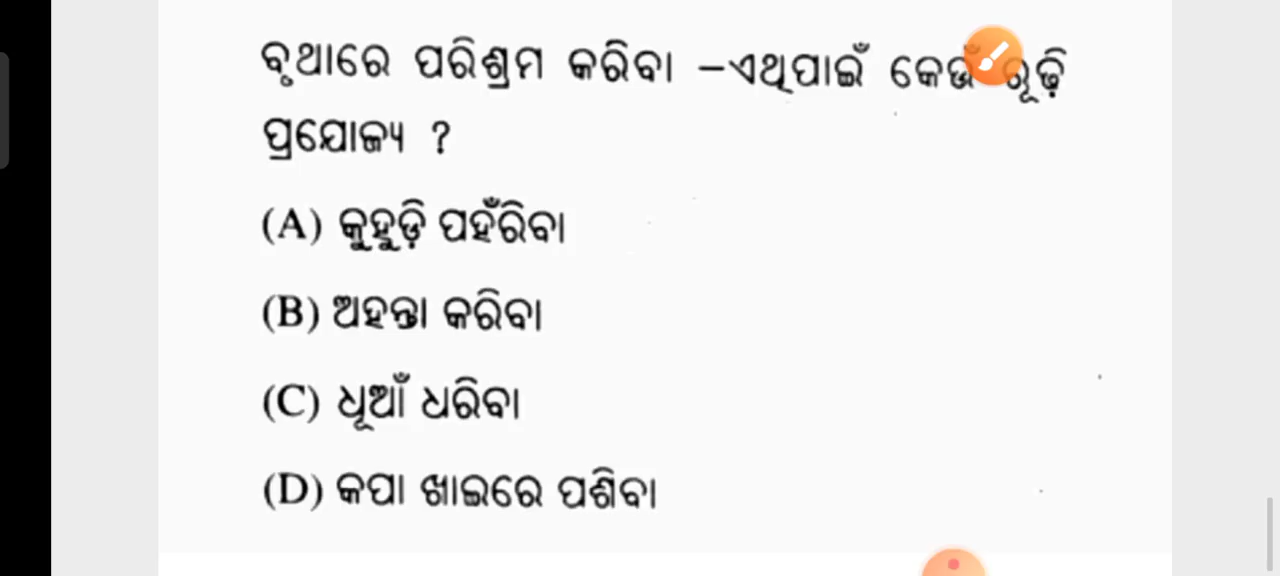 ବୃଥାରେ ପରିଶ୍ରମ କରିବା –ଏଥିପାଇଁ କେଉଁ ରୂଢ଼ି
ପ୍ରଯୋଜ୍ୟ ?
(A) କୁହୁଡ଼ି ପହଁରିବା
(B) ଅହନ୍ତା କରିବା
(C) ଧୂଆଁ ଧରିବା
(D) କପା ଖାଇରେ ପଶିବା